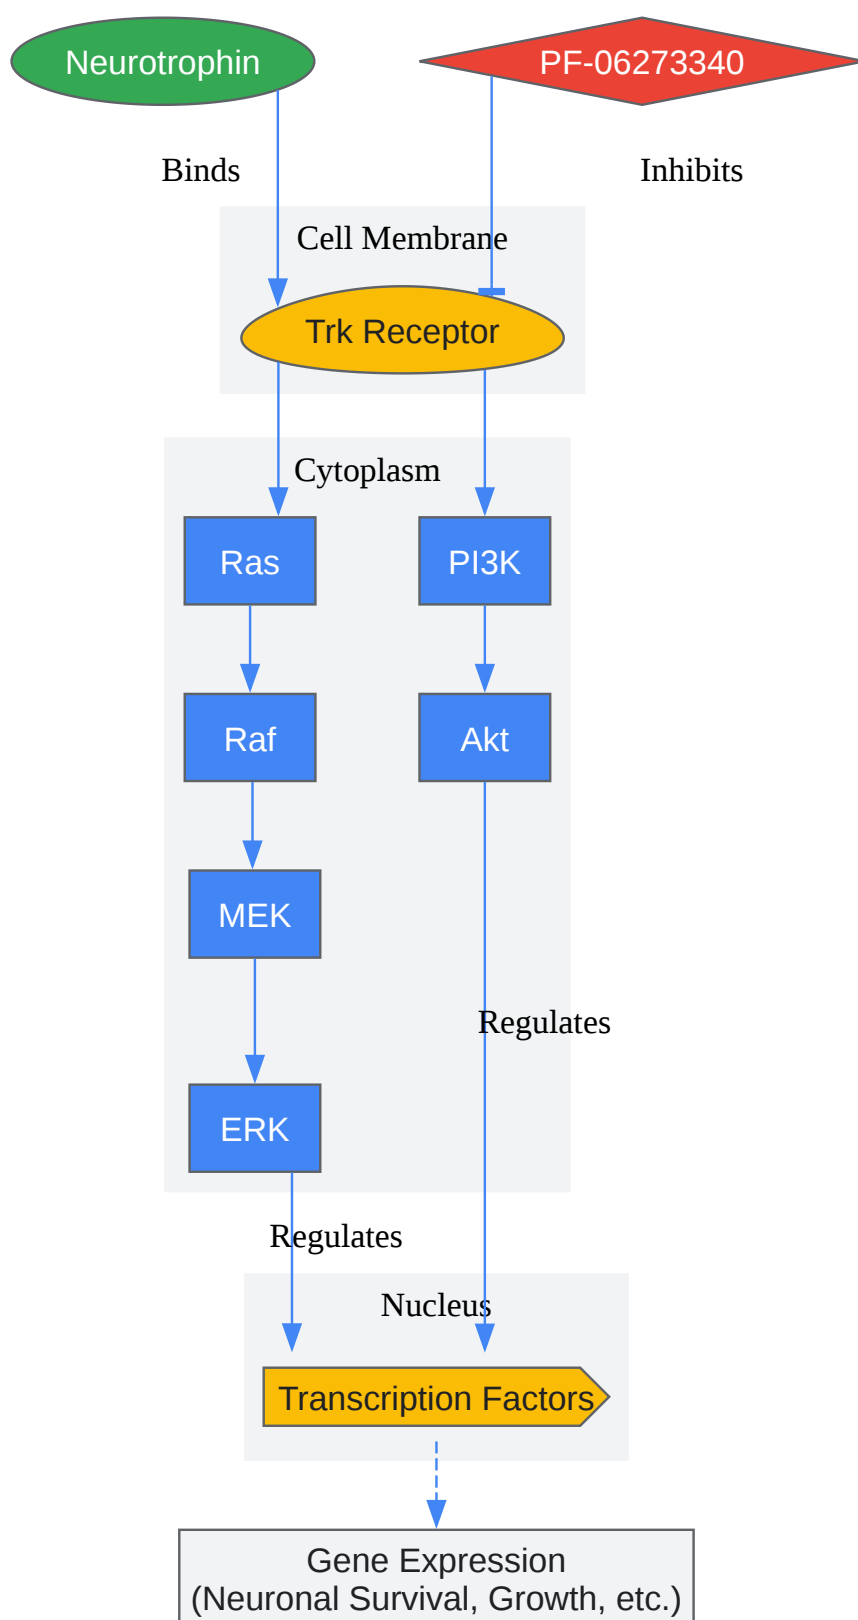 Neurotrophin
PF-06273340
Binds
Inhibits
Cell Membrane
Trk Receptor
Cytoplasm
Ras
PI3K
Raf
Akt
MEK
Regulates
ERK
Regulates
Nucleus
Transcription Factors
Gene Expression
(Neuronal Survival, Growth, etc.)